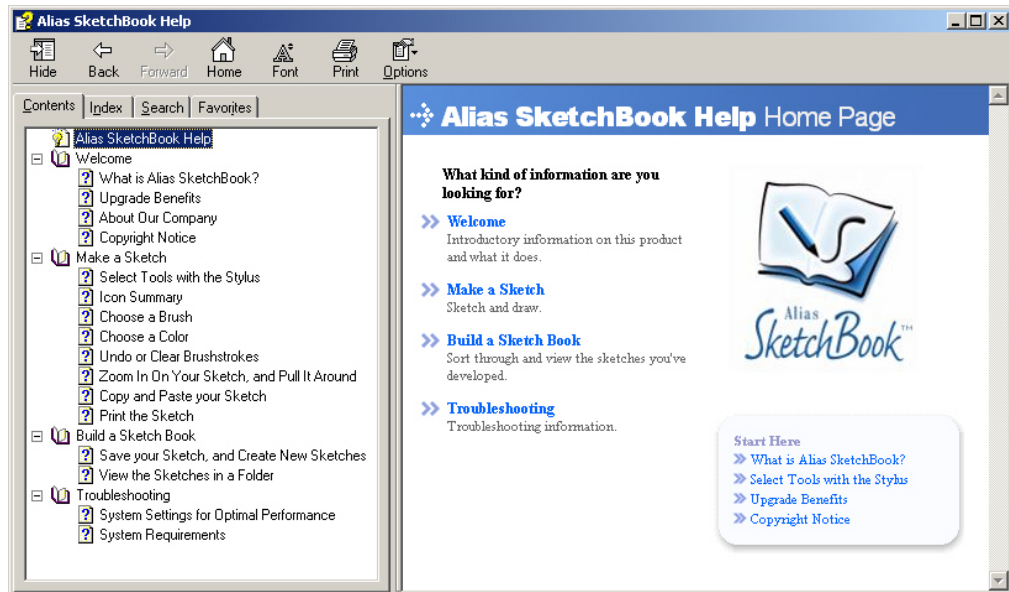 Alias SketchBook Help
Hide Back Forward Home Font Print Options
Contents Index Search Favorites
Alias SketchBook Help
Welcome
What is Alias SketchBook?
Upgrade Benefits
About Our Company
Copyright Notice
Make a Sketch
Select Tools with the Stylus
Icon Summary
Choose a Brush
Choose a Color
Undo or Clear Brushstrokes
Zoom In On Your Sketch, and Pull It Around
Copy and Paste your Sketch
Print the Sketch
Build a Sketch Book
Save your Sketch, and Create New Sketches
View the Sketches in a Folder
Troubleshooting
System Settings for Optimal Performance
System Requirements
Alias SketchBook Help Home Page
What kind of information are you
looking for?
Welcome
Introductory information on this product
and what it does.
Make a Sketch
Sketch and draw.
Build a Sketch Book
Sort through and view the sketches you've
developed.
Troubleshooting
Troubleshooting information.
Alias
SketchBook™
Start Here
What is Alias SketchBook?
Select Tools with the Stylus
Upgrade Benefits
Copyright Notice